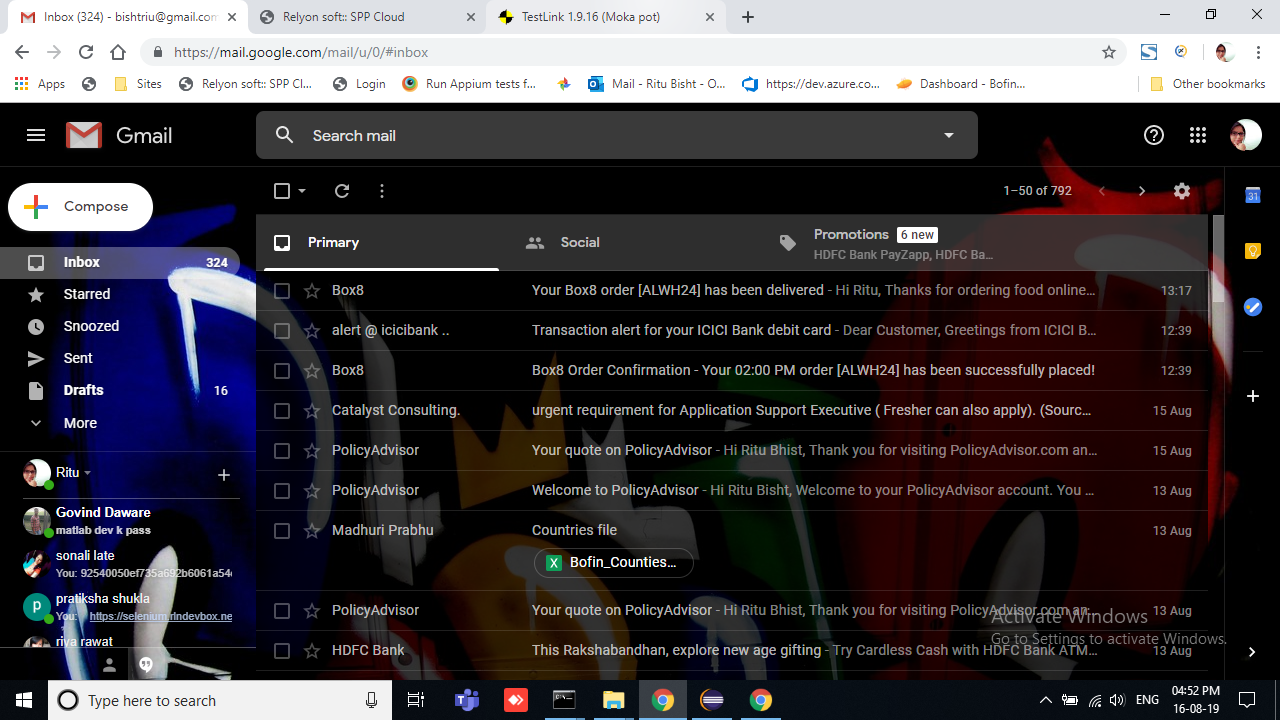 Inbox (324) - bishtriu@gmail.com
Relyon soft:: SPP Cloud
TestLink 1.9.16 (Moka pot)
https://mail.google.com/mail/u/0/#inbox
Apps
Sites
Relyon soft:: SPP Cl...
Login
Run Appium tests f...
Mail - Ritu Bisht - O...
https://dev.azure.co...
Dashboard - Bofin...
Other bookmarks
Gmail
Search mail
Compose
1–50 of 792
31
Primary
Social
Promotions 6 new
HDFC Bank PayZapp, HDFC Ba...
Inbox 324
Starred
Snoozed
Sent
Drafts 16
More
Ritu
Govind Daware
matlab dev k pass
sonali late
You: 92540050ef735a692b6061a54
p
pratiksha shukla
You: https://selenium.rlndevbox.ne
riya rawat
Box8 Your Box8 order [ALWH24] has been delivered - Hi Ritu, Thanks for ordering food online... 13:17
alert @ icicibank .. Transaction alert for your ICICI Bank debit card - Dear Customer, Greetings from ICICI B... 12:39
Box8 Box8 Order Confirmation - Your 02:00 PM order [ALWH24] has been successfully placed! 12:39
Catalyst Consulting. urgent requirement for Application Support Executive ( Fresher can also apply). (Sourc... 15 Aug
PolicyAdvisor Your quote on PolicyAdvisor - Hi Ritu Bhist, Thank you for visiting PolicyAdvisor.com an... 15 Aug
PolicyAdvisor Welcome to PolicyAdvisor - Hi Ritu Bisht, Welcome to your PolicyAdvisor account. You ... 13 Aug
Madhuri Prabhu Countries file 13 Aug
X Bofin_Counties...
PolicyAdvisor Your quote on PolicyAdvisor - Hi Ritu Bhist, Thank you for visiting PolicyAdvisor.com an... 13 Aug
HDFC Bank This Rakshabandhan, explore new age gifting - Try Cardless Cash with HDFC Bank ATM... 13 Aug
Activate Windows
Go to Settings to activate Windows.
Type here to search
ENG
04:52 PM
16-08-19